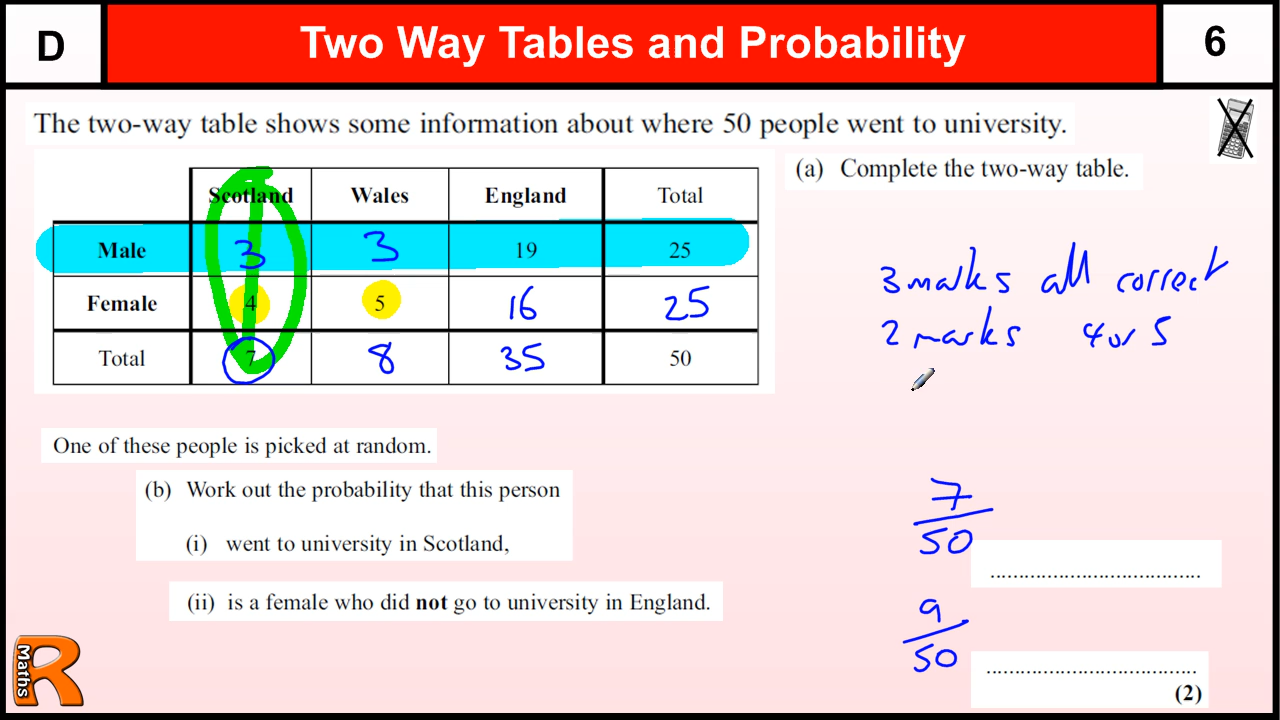 D
Two Way Tables and Probability
6
The two-way table shows some information about where 50 people went to university.
(a) Complete the two-way table.
Scotland Wales England Total
Male 3 3 19 25
Female 4 5 16 25
Total 7 8 35 50
3 marks all correct
2 marks 4 or 5
One of these people is picked at random.
(b) Work out the probability that this person
(i) went to university in Scotland,
7
50
(ii) is a female who did not go to university in England.
9
50
(2)
R
Maths